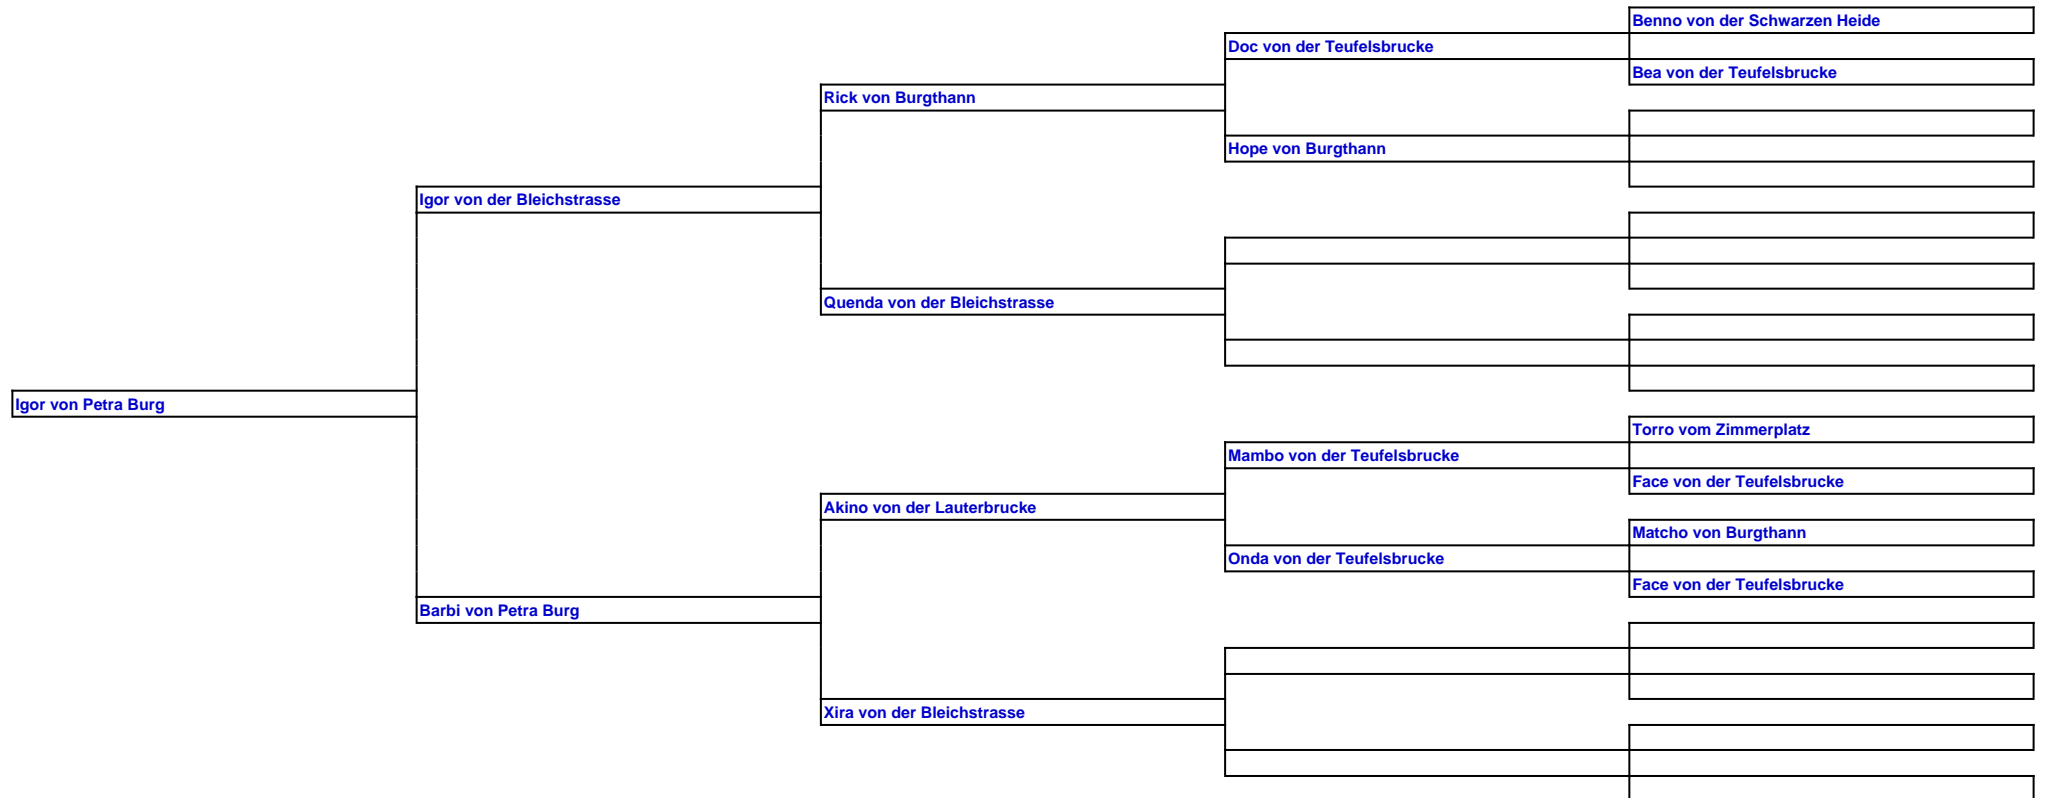 Benno von der Schwarzen Heide
Doc von der Teufelsbrucke
Bea von der Teufelsbrucke
Rick von Burgthann
Hope von Burgthann
Igor von der Bleichstrasse
Quenda von der Bleichstrasse
Igor von Petra Burg
Torro vom Zimmerplatz
Mambo von der Teufelsbrucke
Face von der Teufelsbrucke
Akino von der Lauterbrucke
Matcho von Burgthann
Onda von der Teufelsbrucke
Face von der Teufelsbrucke
Barbi von Petra Burg
Xira von der Bleichstrasse